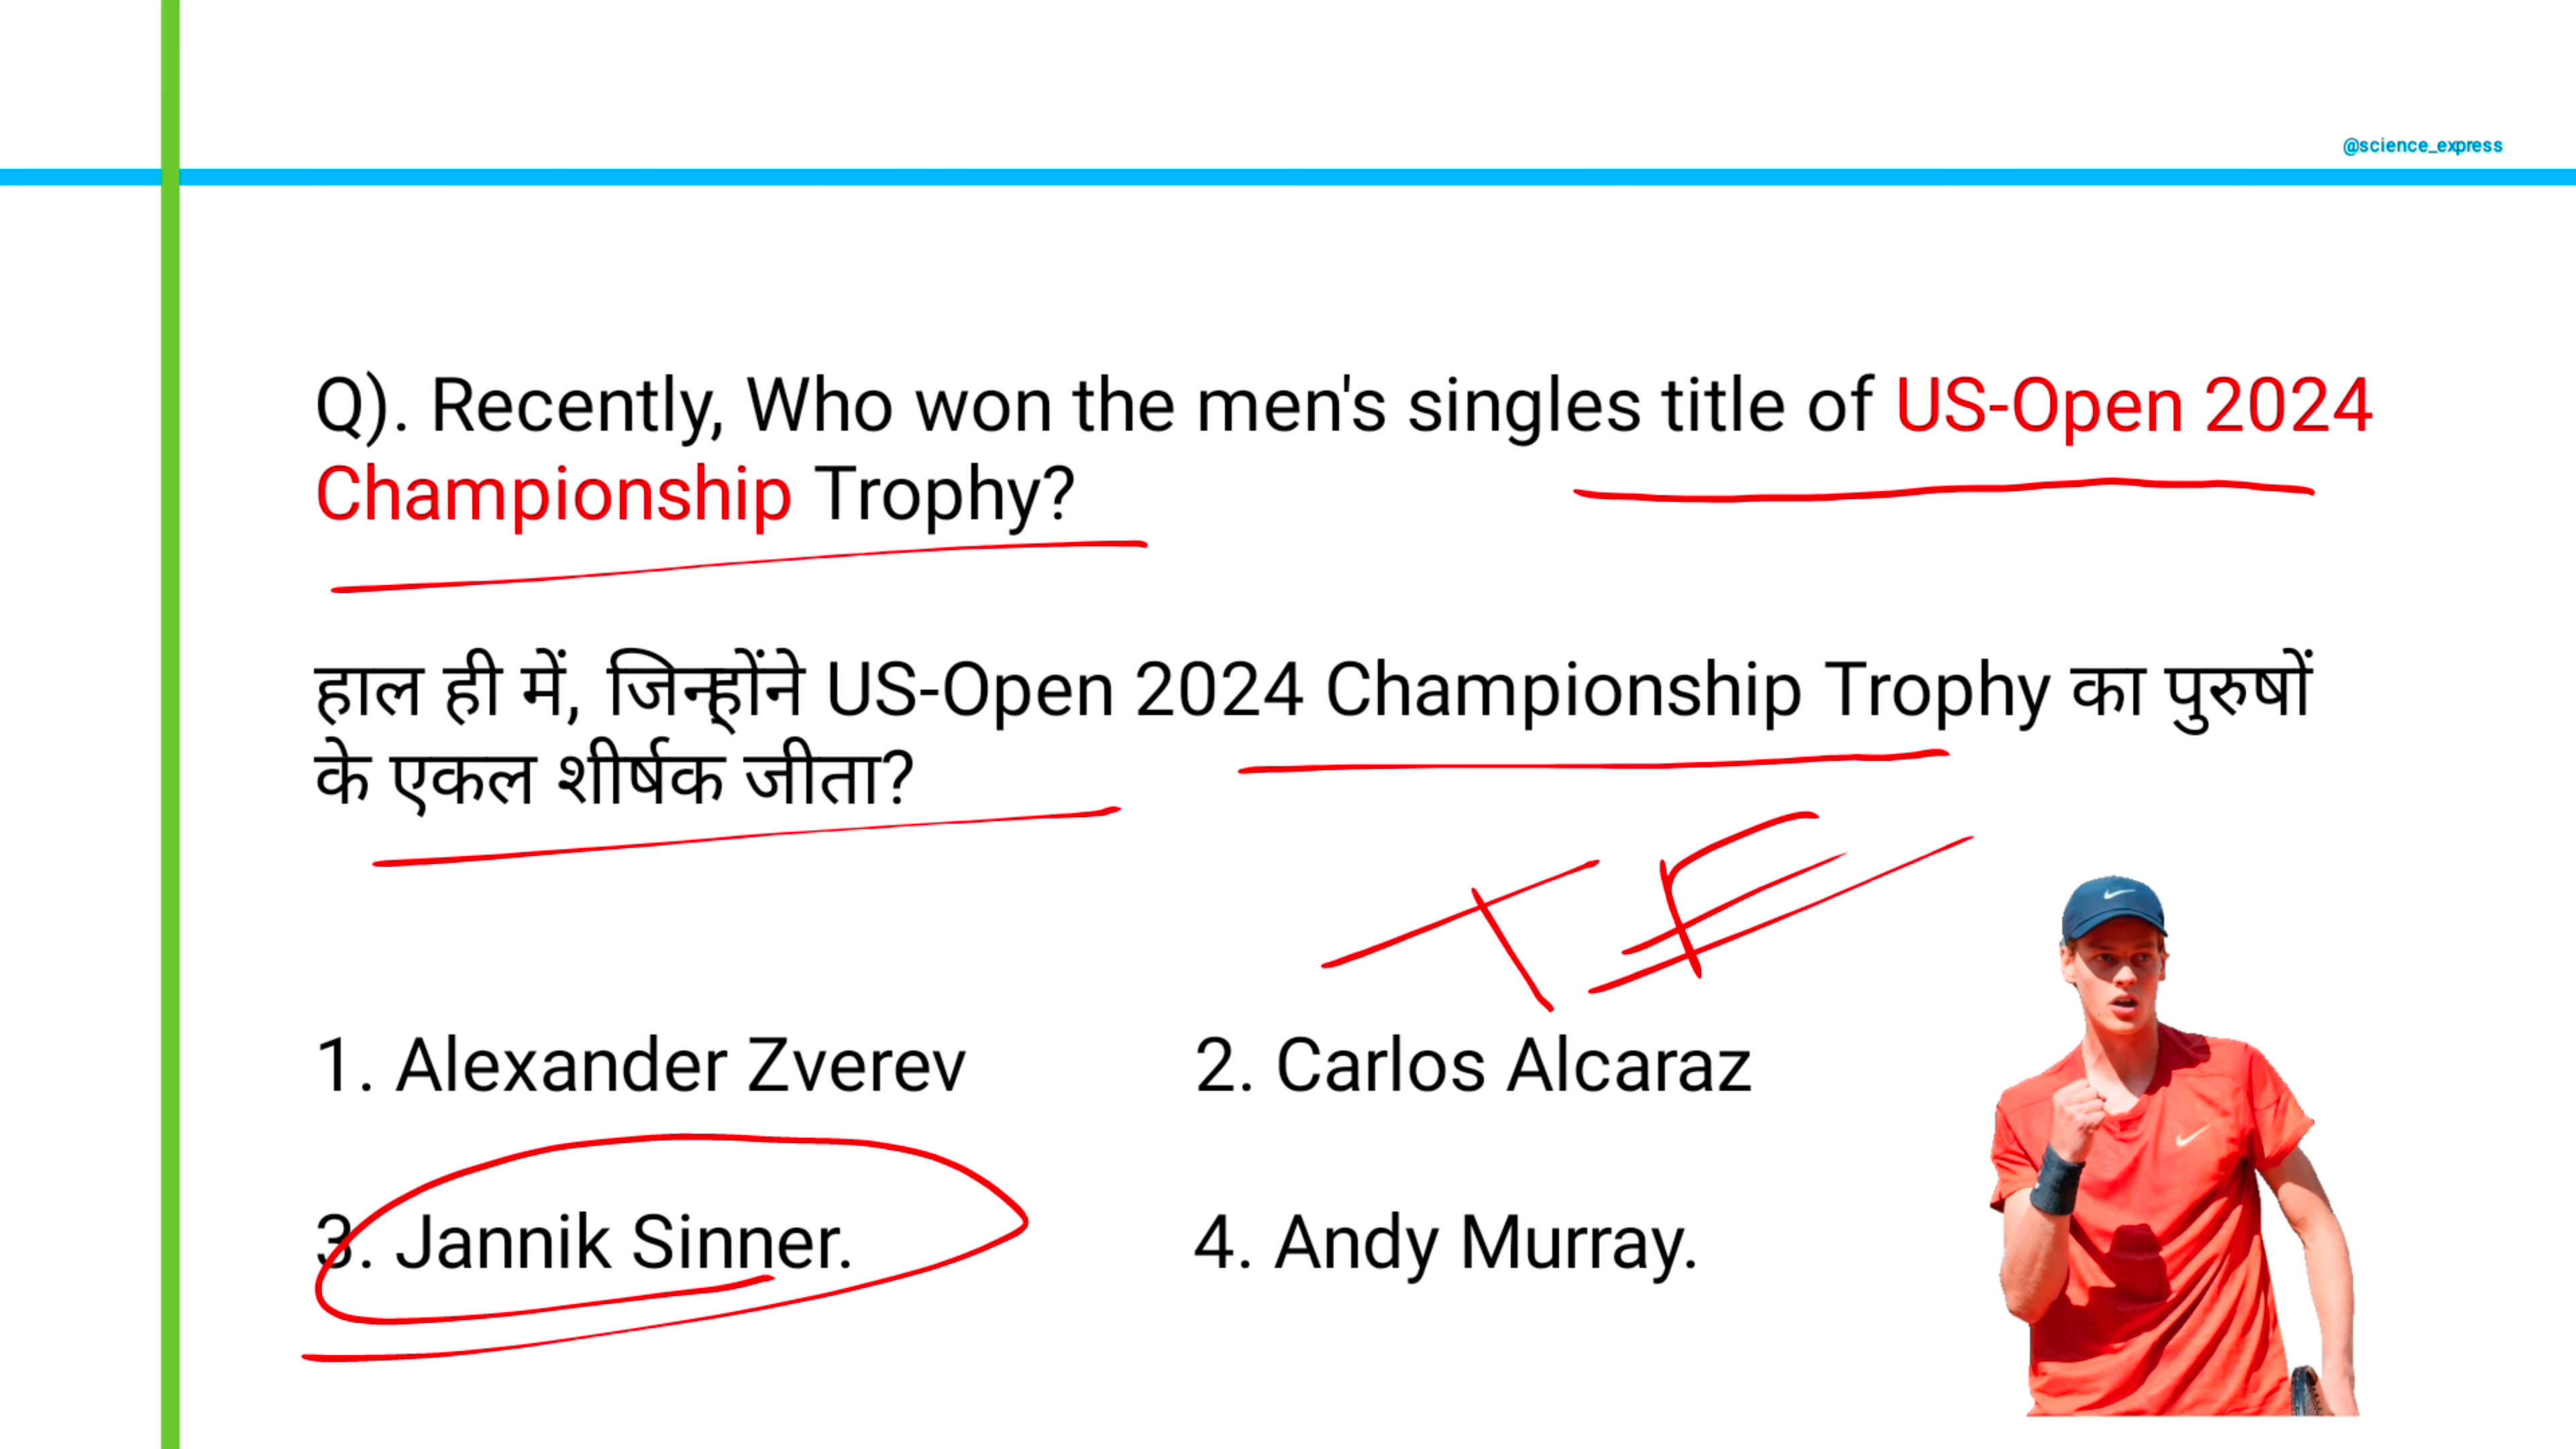 @science_express
Q). Recently, Who won the men's singles title of US-Open 2024
Championship Trophy?
हाल ही में, जिन्होंने US-Open 2024 Championship Trophy का पुरुषों
के एकल शीर्षक जीता?
1. Alexander Zverev
2. Carlos Alcaraz
3. Jannik Sinner.
4. Andy Murray.